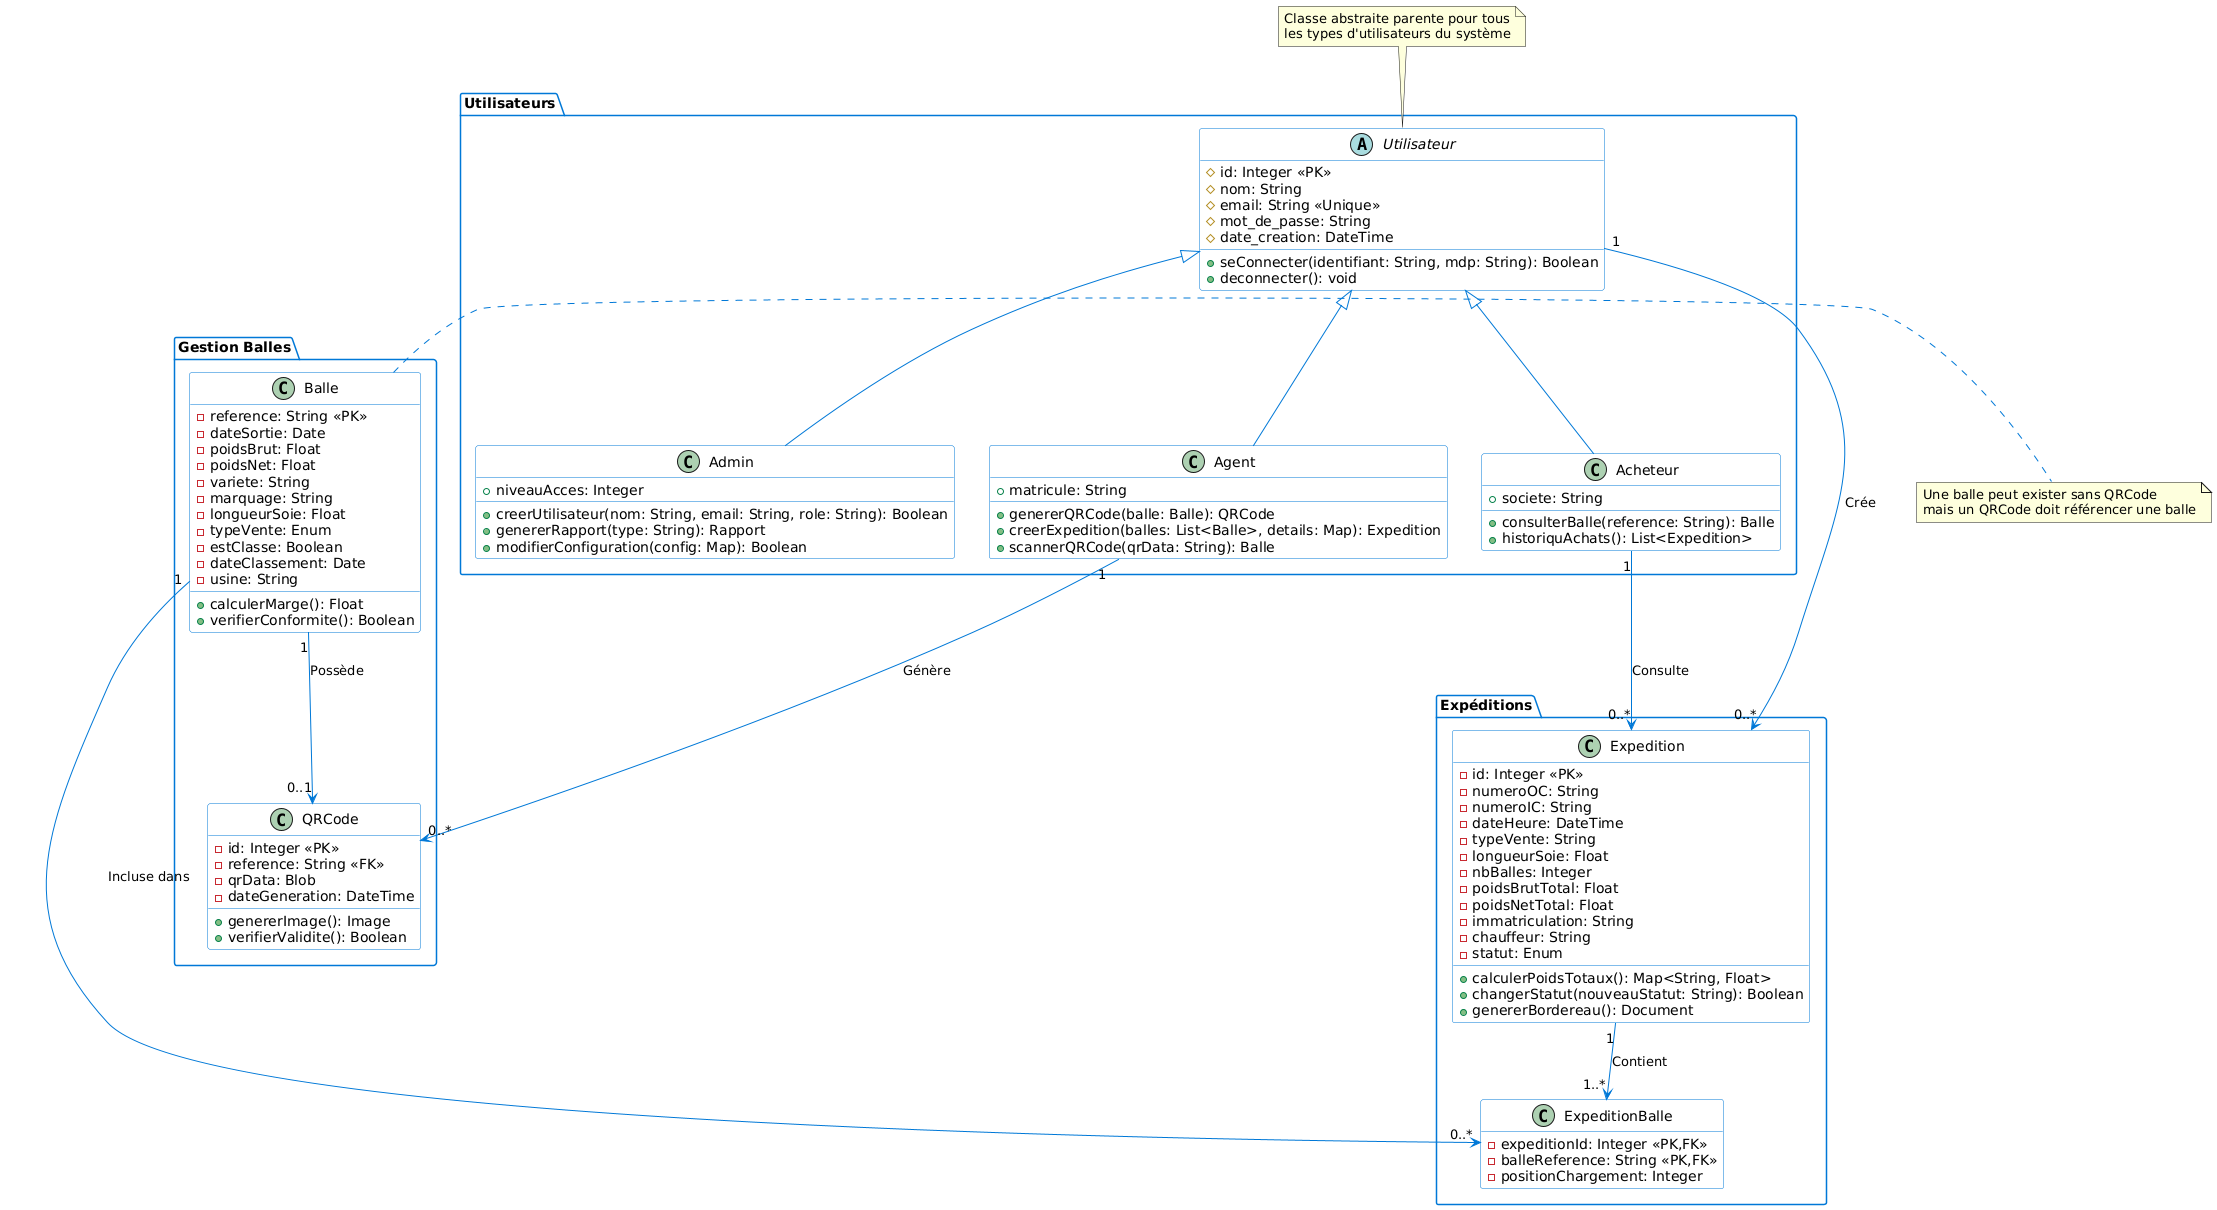 Classe abstraite parente pour tous
les types d'utilisateurs du système
Utilisateurs
A Utilisateur
id: Integer «PK»
nom: String
email: String «Unique»
mot_de_passe: String
date_creation: DateTime
seConnecter(identifiant: String, mdp: String): Boolean
deconnecter(): void
1
Gestion Balles
C Balle
reference: String «PK»
dateSortie: Date
poidsBrut: Float
poidsNet: Float
variete: String
marquage: String
longueurSoie: Float
typeVente: Enum
estClasse: Boolean
dateClassement: Date
usine: String
calculerMarge(): Float
verifierConformite(): Boolean
1
1
Possède
0..1
C Admin
niveauAcces: Integer
creerUtilisateur(nom: String, email: String, role: String): Boolean
genererRapport(type: String): Rapport
modifierConfiguration(config: Map): Boolean
C Agent
matricule: String
genererQRCode(balle: Balle): QRCode
creerExpedition(balles: List<Balle>, details: Map): Expedition
scannerQRCode(qrData: String): Balle
1
Génère
0..*
C Acheteur
societe: String
consulterBalle(reference: String): Balle
historiquAchats(): List<Expedition>
1
Consulte
0..*
Crée
0..*
Une balle peut exister sans QRCode
mais un QRCode doit référencer une balle
C QRCode
id: Integer «PK»
reference: String «FK»
qrData: Blob
dateGeneration: DateTime
genererImage(): Image
verifierValidite(): Boolean
Incluse dans
Expéditions
C Expedition
id: Integer «PK»
numeroOC: String
numeroIC: String
dateHeure: DateTime
typeVente: String
longueurSoie: Float
nbBalles: Integer
poidsBrutTotal: Float
poidsNetTotal: Float
immatriculation: String
chauffeur: String
statut: Enum
calculerPoidsTotaux(): Map<String, Float>
changerStatut(nouveauStatut: String): Boolean
genererBordereau(): Document
1
Contient
1..*
0..*
C ExpeditionBalle
expeditionId: Integer «PK,FK»
balleReference: String «PK,FK»
positionChargement: Integer